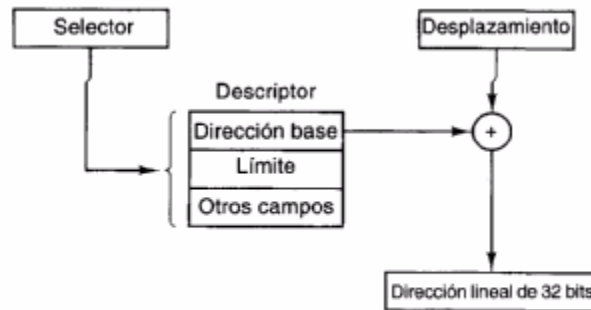 Selector
Desplazamiento
Descriptor
Dirección base
+
Límite
Otros campos
Dirección lineal de 32 bits